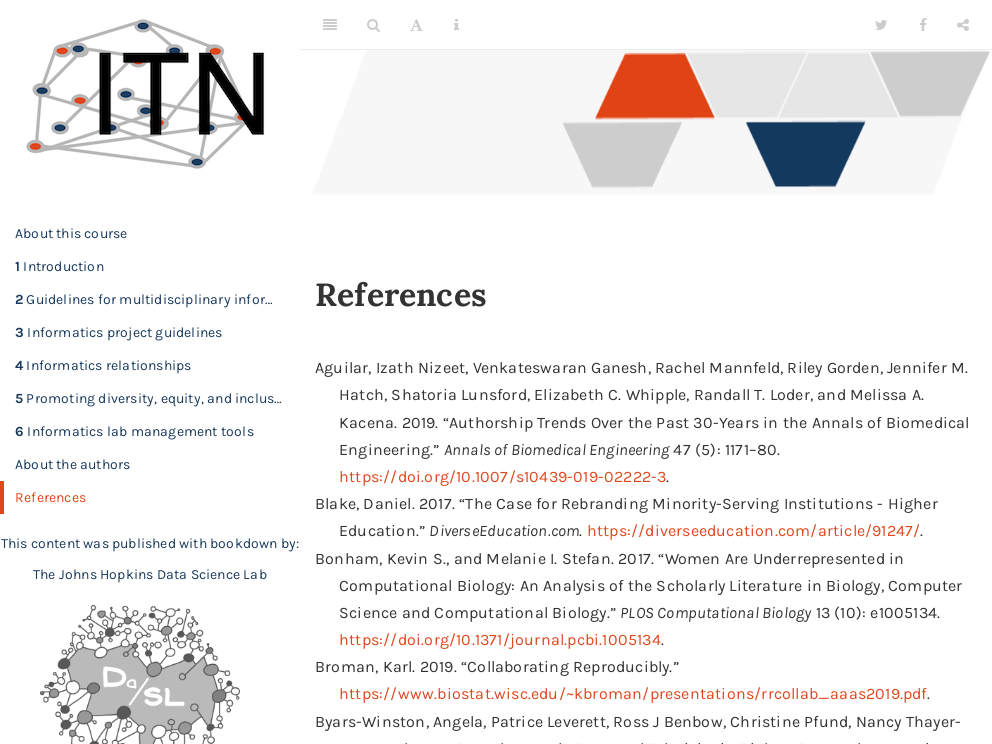 ITN
About this course
1 Introduction
2 Guidelines for multidisciplinary infor…
3 Informatics project guidelines
4 Informatics relationships
5 Promoting diversity, equity, and inclus…
6 Informatics lab management tools
About the authors
References
This content was published with bookdown by:
The Johns Hopkins Data Science Lab
Da/SL
References
Aguilar, Izath Nizeet, Venkateswaran Ganesh, Rachel Mannfeld, Riley Gorden, Jennifer M.
Hatch, Shatoria Lunsford, Elizabeth C. Whipple, Randall T. Loder, and Melissa A.
Kacena. 2019. “Authorship Trends Over the Past 30-Years in the Annals of Biomedical
Engineering.” Annals of Biomedical Engineering 47 (5): 1171–80.
https://doi.org/10.1007/s10439-019-02222-3.
Blake, Daniel. 2017. “The Case for Rebranding Minority-Serving Institutions - Higher
Education.” DiverseEducation.com. https://diverseeducation.com/article/91247/.
Bonham, Kevin S., and Melanie I. Stefan. 2017. “Women Are Underrepresented in
Computational Biology: An Analysis of the Scholarly Literature in Biology, Computer
Science and Computational Biology.” PLOS Computational Biology 13 (10): e1005134.
https://doi.org/10.1371/journal.pcbi.1005134.
Broman, Karl. 2019. “Collaborating Reproducibly.”
https://www.biostat.wisc.edu/~kbroman/presentations/rrcollab_aaas2019.pdf.
Byars-Winston, Angela, Patrice Leverett, Ross J Benbow, Christine Pfund, Nancy Thayer-